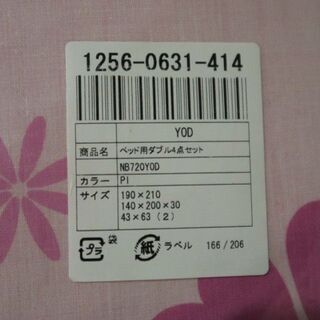 1256-0631-414
YOD
商品名 ベッド用ダブル4点セット
NB720YOD
カラー PI
サイズ 190×210
140×200×30
43×63(2)
プラ 袋 紙 ラベル 166/206